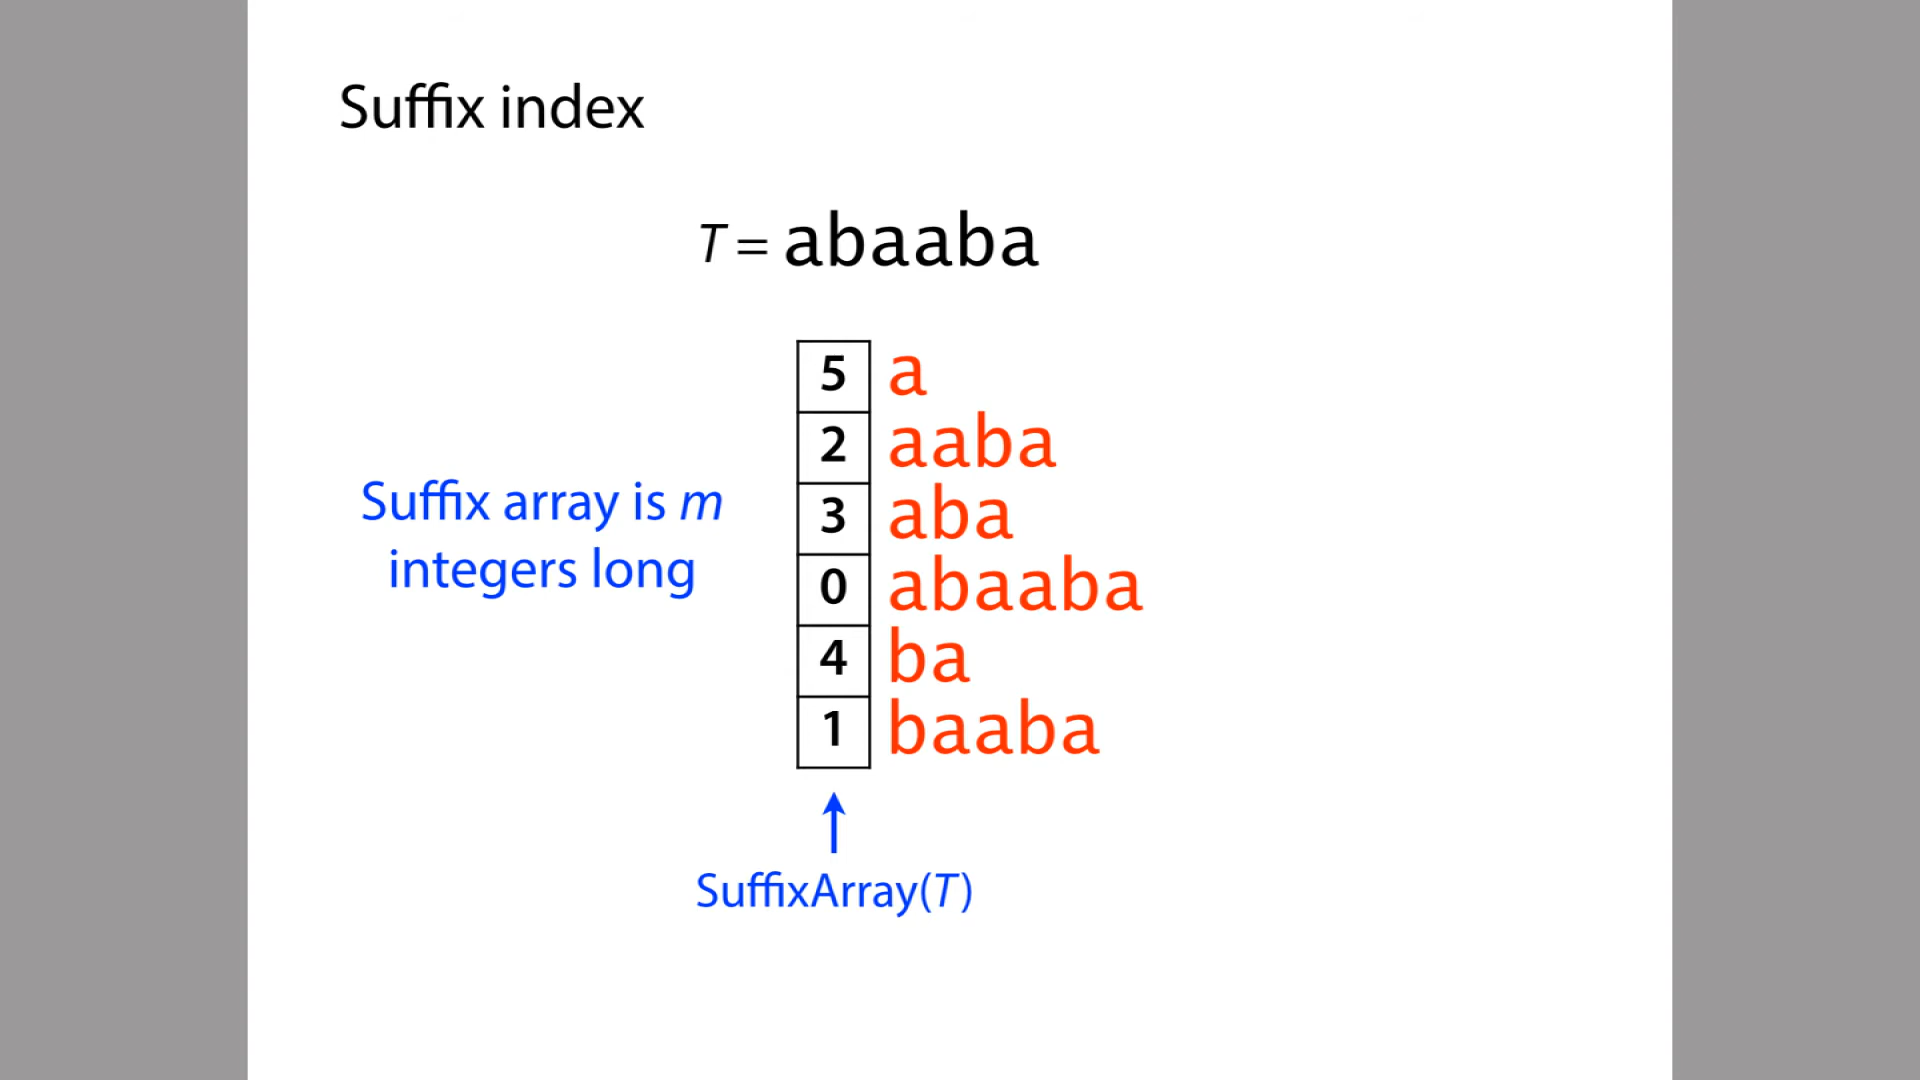 Suffix index
T = abaaba
5 a
2 aaba
3 aba
0 abaaba
4 ba
1 baaba
Suffix array is m
integers long
SuffixArray(T)